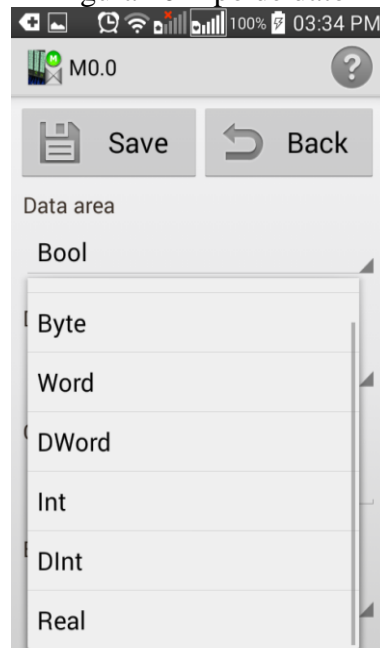 100% 03:34 PM
M0.0
?
Save Back
Data area
Bool
Byte
Word
DWord
Int
DInt
Real